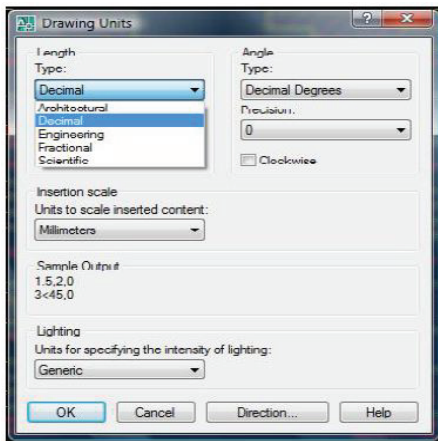 Drawing Units
Length
Type:
Decimal
Architectural
Decimal
Engineering
Fractional
Scientific
Angle
Type:
Decimal Degrees
Precision:
0
Clockwise
Insertion scale
Units to scale inserted content:
Millimeters
Sample Output
1.5,2,0
3<45,0
Lighting
Units for specifying the intensity of lighting:
Generic
OK
Cancel
Direction...
Help